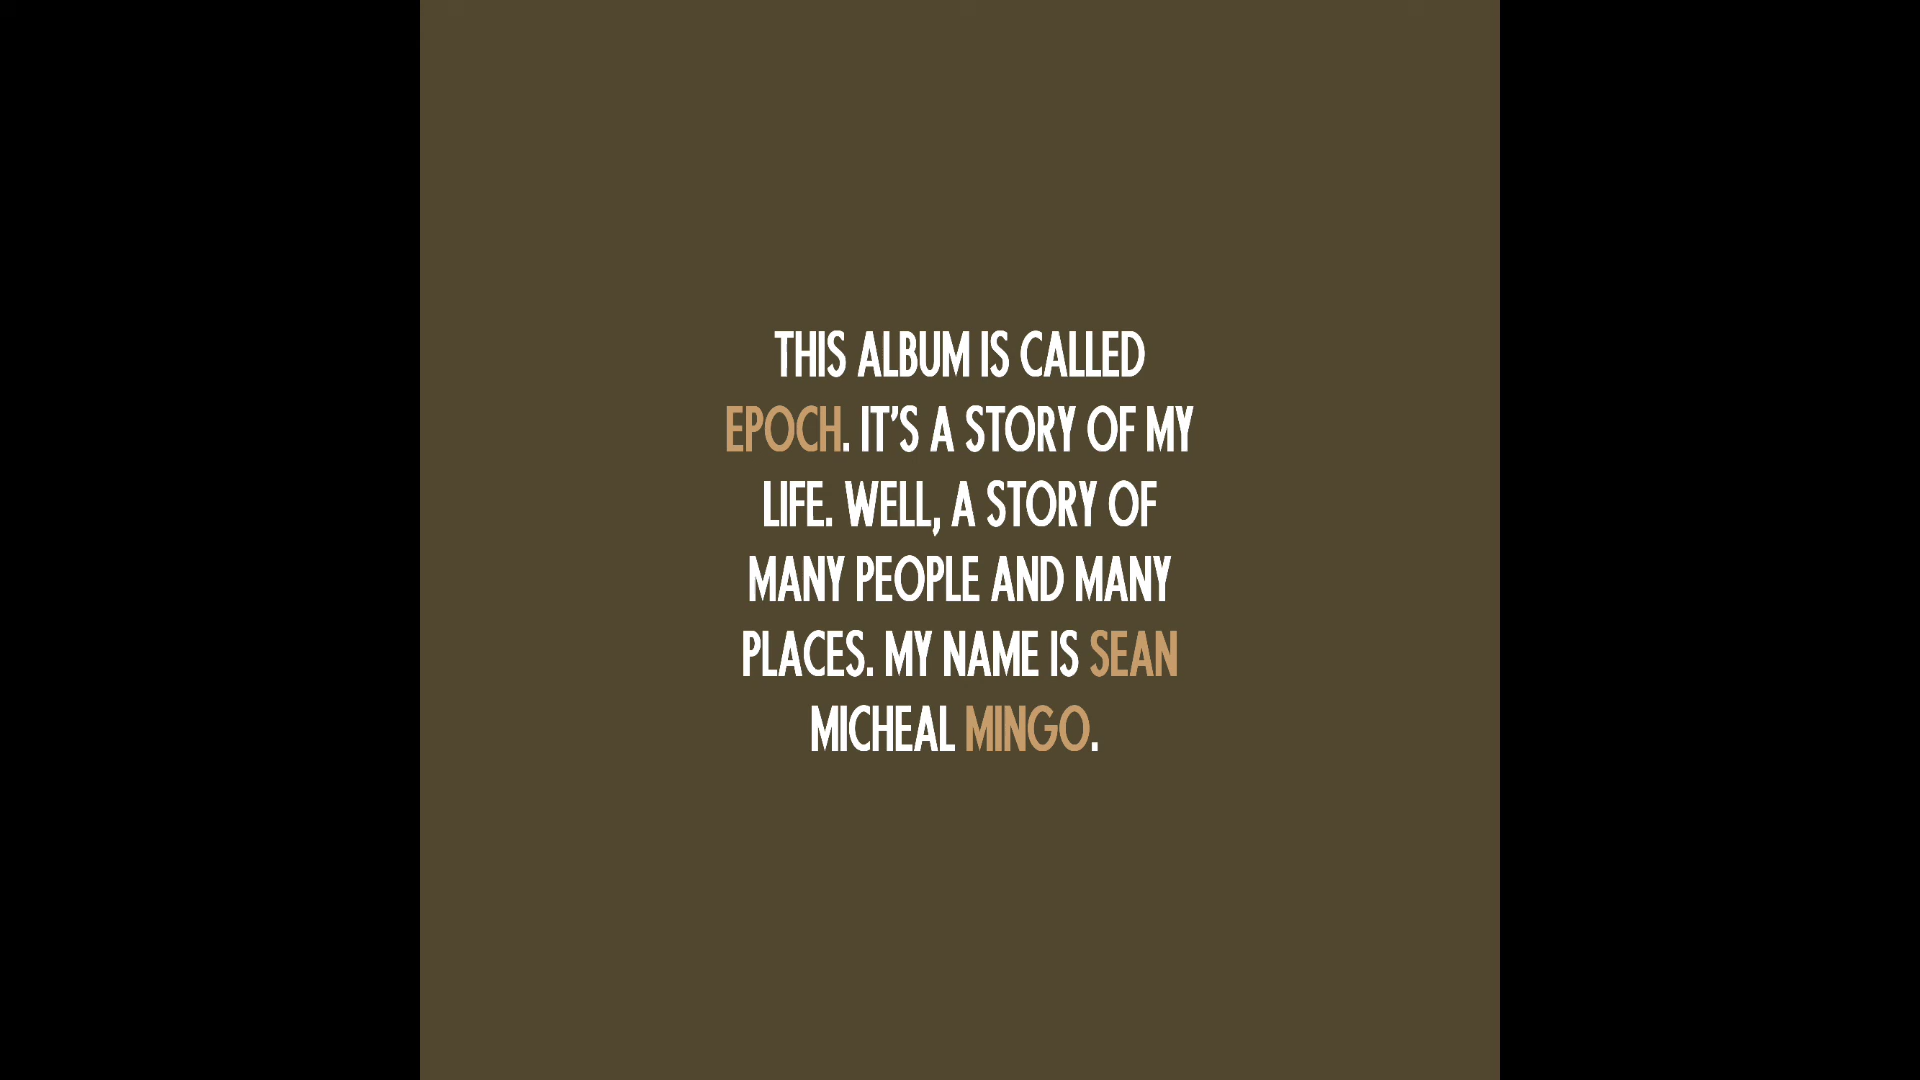 THIS ALBUM IS CALLED
EPOCH. IT'S A STORY OF MY
LIFE. WELL, A STORY OF
MANY PEOPLE AND MANY
PLACES. MY NAME IS SEAN
MICHEAL MINGO.